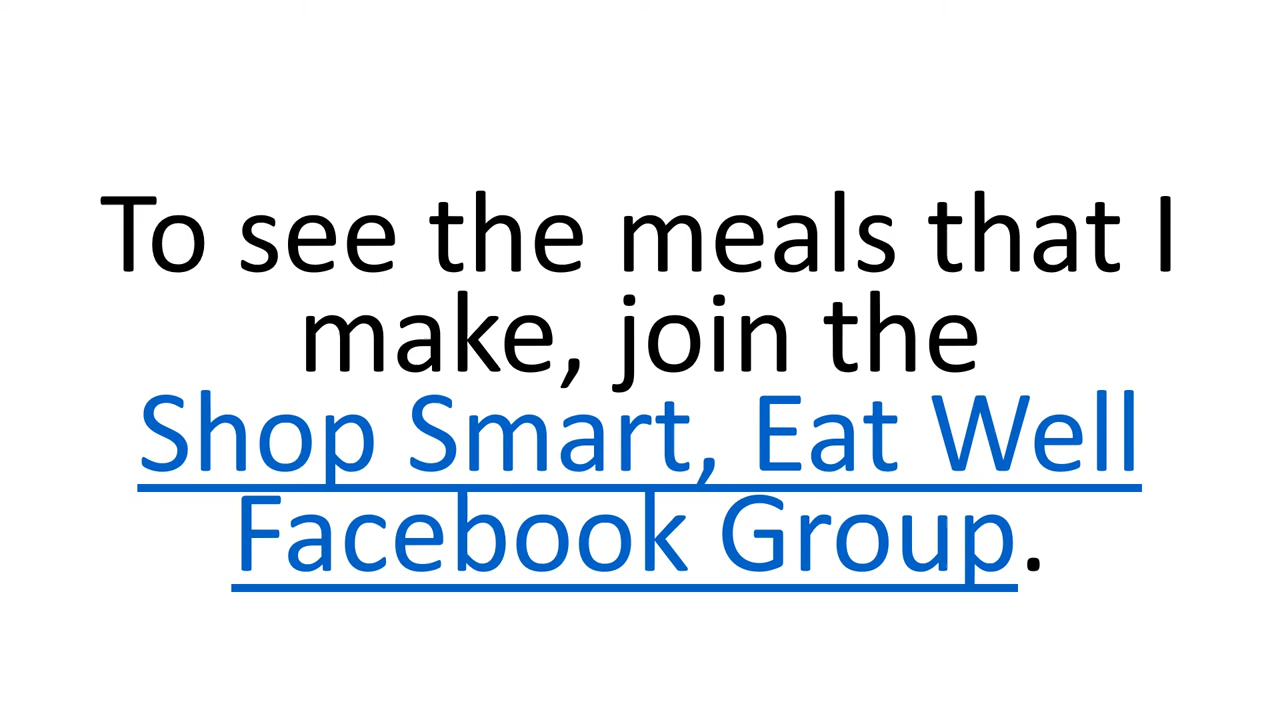 To see the meals that I
make, join the
Shop Smart, Eat Well
Facebook Group.